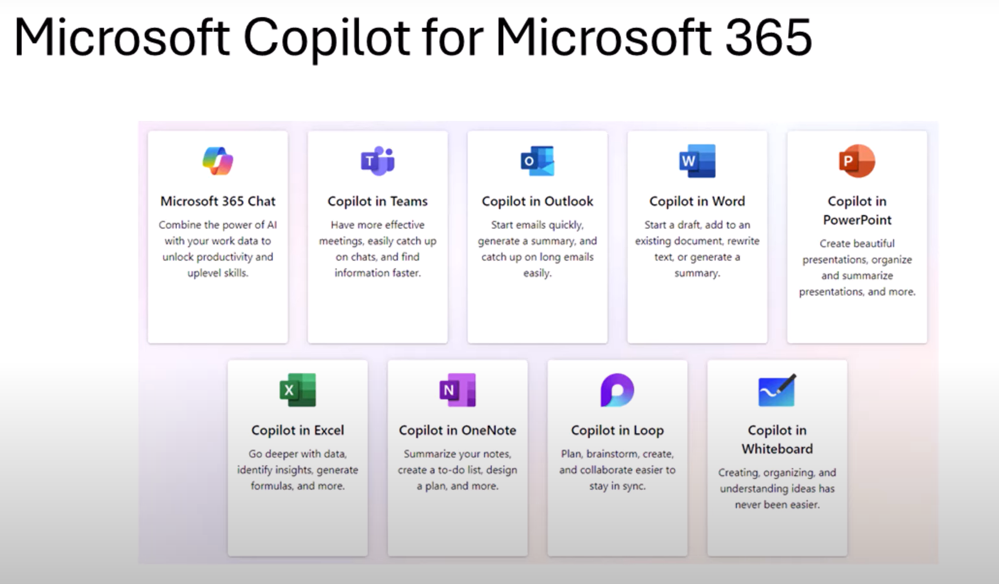 Microsoft Copilot for Microsoft 365
Microsoft 365 Chat
Combine the power of AI
with your work data to
unlock productivity and
uplevel skills.
T
Copilot in Teams
Have more effective
meetings, easily catch up
on chats, and find
information faster.
O
Copilot in Outlook
Start emails quickly,
generate a summary, and
catch up on long emails
easily.
W
Copilot in Word
Start a draft, add to an
existing document, rewrite
text, or generate a
summary.
P
Copilot in
PowerPoint
Create beautiful
presentations, organize
and summarize
presentations, and more.
X
Copilot in Excel
Go deeper with data,
identify insights, generate
formulas, and more.
N
Copilot in OneNote
Summarize your notes,
create a to-do list, design
a plan, and more.
Copilot in Loop
Plan, brainstorm, create,
and collaborate easier to
stay in sync.
Copilot in
Whiteboard
Creating, organizing, and
understanding ideas has
never been easier.